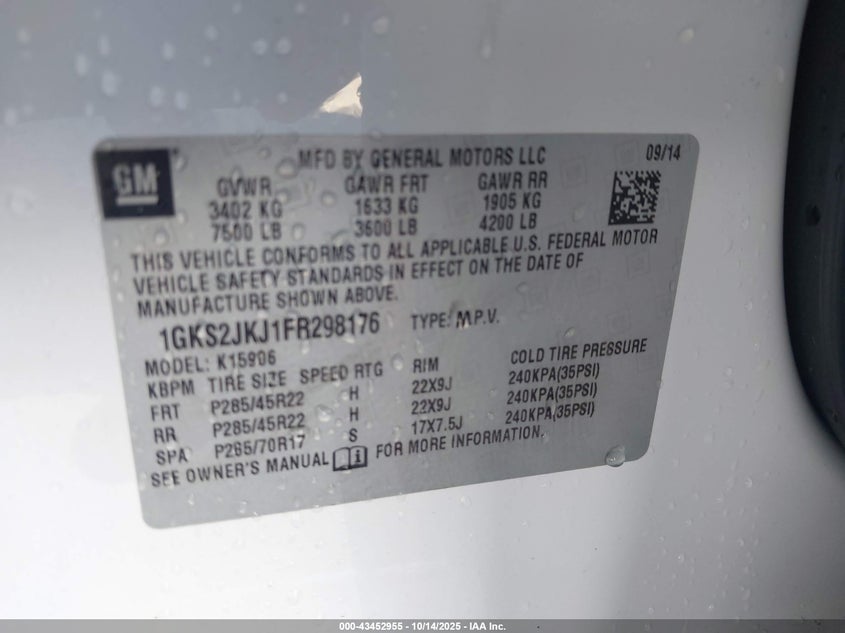 GM
MFD BY GENERAL MOTORS LLC 09/14
GVWR GAWR FRT GAWR RR
3402 KG 1633 KG 1905 KG
7500 LB 3600 LB 4200 LB
THIS VEHICLE CONFORMS TO ALL APPLICABLE U.S. FEDERAL MOTOR
VEHICLE SAFETY STANDARDS IN EFFECT ON THE DATE OF
MANUFACTURE SHOWN ABOVE.
1GKS2JKJ1FR298176 TYPE: M.P.V.
MODEL: K15906
KBPM TIRE SIZE SPEED RTG RIM COLD TIRE PRESSURE
FRT P285/45R22 H 22X9J 240KPA(35PSI)
RR P285/45R22 H 22X9J 240KPA(35PSI)
SPA P265/70R17 S 17X7.5J 240KPA(35PSI)
SEE OWNER'S MANUAL FOR MORE INFORMATION.
000-43452955 - 10/14/2025 - IAA Inc.